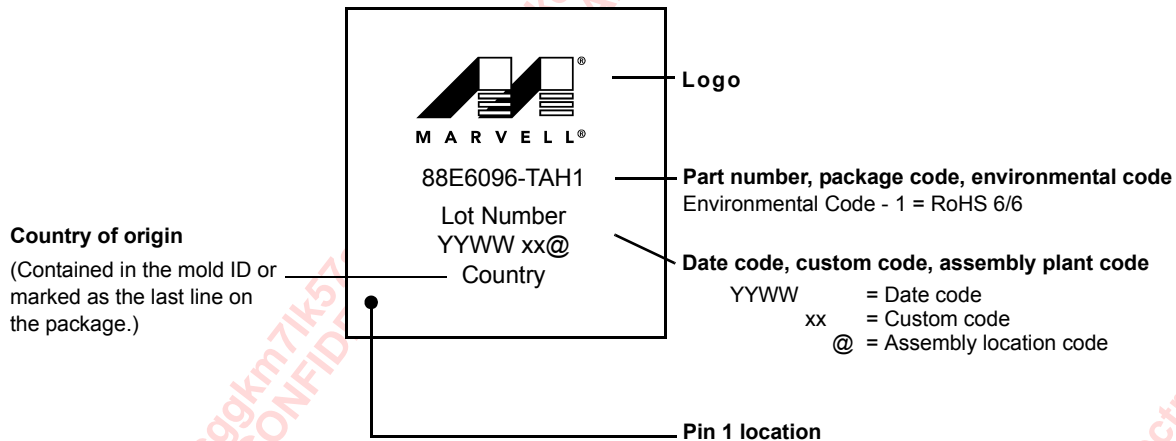 MARVELL®
®
88E6096-TAH1
Lot Number
YYWW xx@
Country
Logo
Part number, package code, environmental code
Environmental Code - 1 = RoHS 6/6
Date code, custom code, assembly plant code
YYWW = Date code
xx = Custom code
@ = Assembly location code
Country of origin
(Contained in the mold ID or
marked as the last line on
the package.)
Pin 1 location